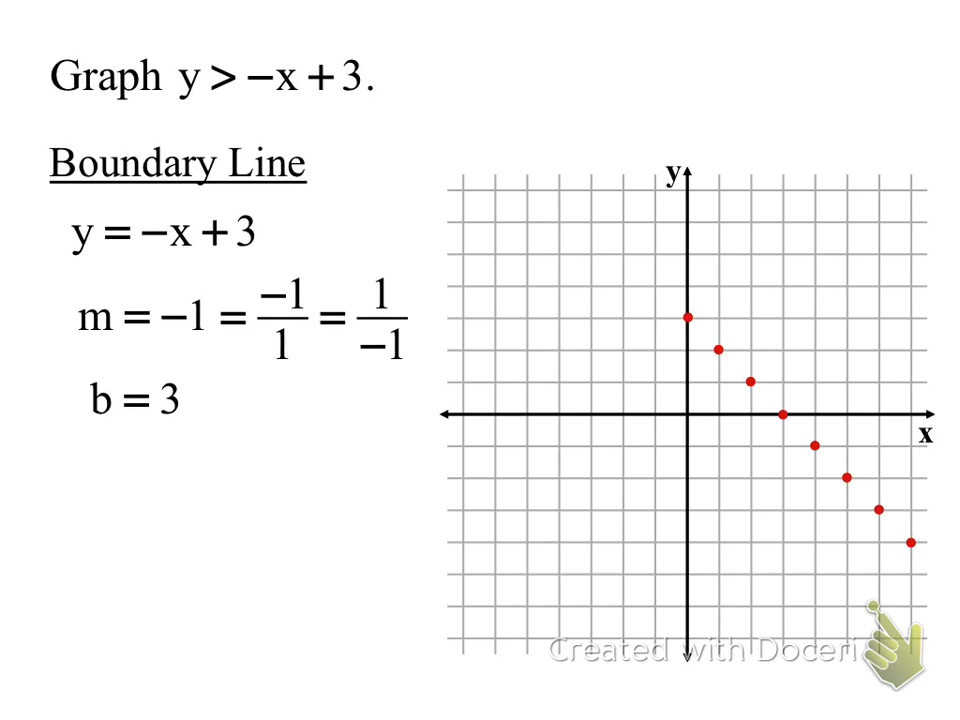 Graph y > −x + 3.
Boundary Line
y = −x + 3
m = −1 = −1/1 = 1/−1
b = 3
y
x
Created with Doceri